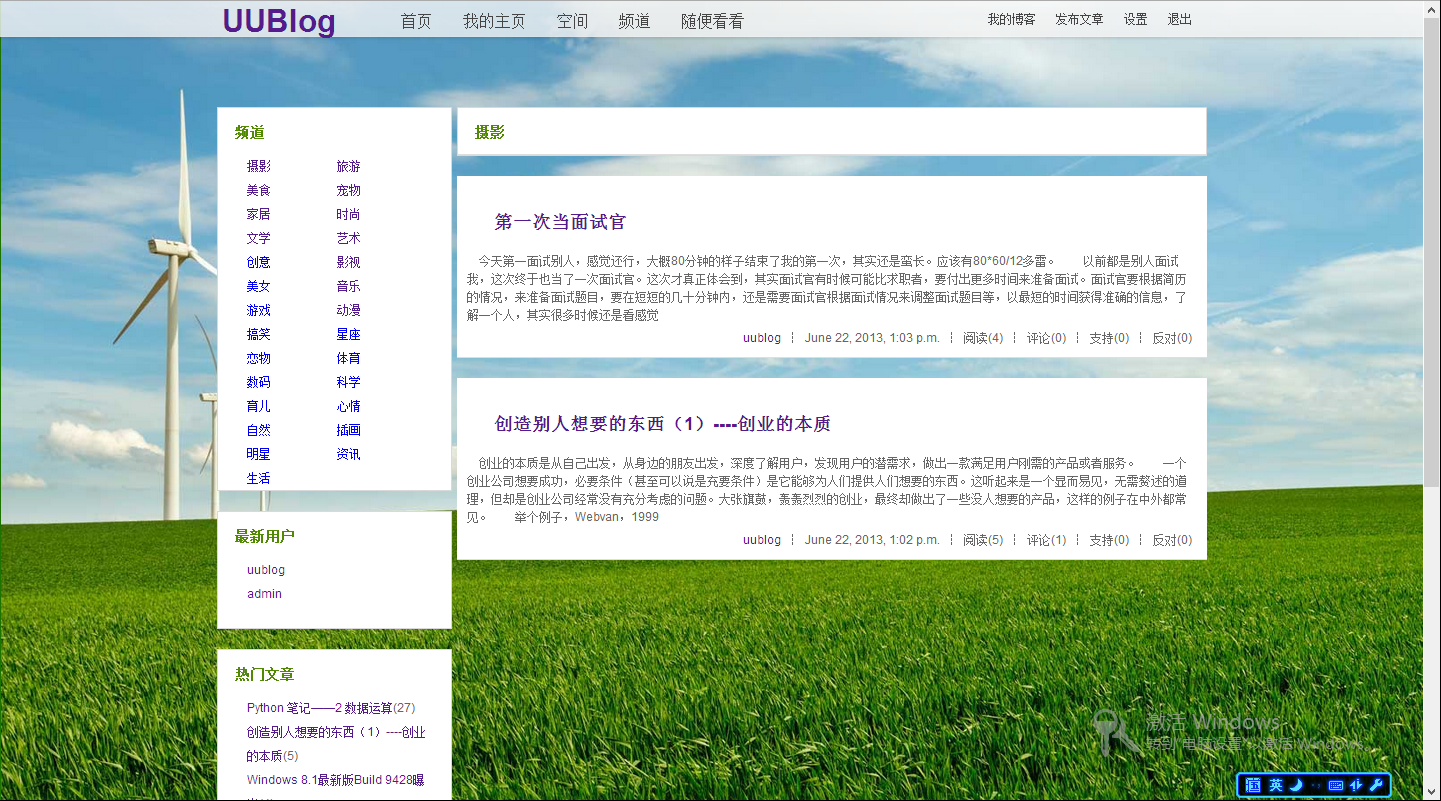 UUBlog 首页 我的主页 空间 频道 随便看看 我的博客 发布文章 设置 退出
频道
摄影 旅游
美食 宠物
家居 时尚
文学 艺术
创意 影视
美女 音乐
游戏 动漫
搞笑 星座
恋物 体育
数码 科学
育儿 心情
自然 插画
明星 资讯
生活
最新用户
uublog
admin
热门文章
Python 笔记——2 数据运算(27)
创造别人想要的东西（1）----创业
的本质(5)
Windows 8.1最新版Build 9428曝
摄影
第一次当面试官
今天第一面试别人，感觉还行，大概80分钟的样子结束了我的第一次，其实还是蛮长。应该有80*60/12多雷。 以前都是别人面试
我，这次终于也当了一次面试官。这次才真正体会到，其实面试官有时候可能比求职者，要付出更多时间来准备面试。面试官要根据简历
的情况，来准备面试题目，要在短短的几十分钟内，还是需要面试官根据面试情况来调整面试题目等，以最短的时间获得准确的信息，了
解一个人，其实很多时候还是看感觉
uublog ┆ June 22, 2013, 1:03 p.m. ┆ 阅读(4) ┆ 评论(0) ┆ 支持(0) ┆ 反对(0)
创造别人想要的东西（1）----创业的本质
创业的本质是从自己出发，从身边的朋友出发，深度了解用户，发现用户的潜需求，做出一款满足用户刚需的产品或者服务。 一个
创业公司想要成功，必要条件（甚至可以说是充要条件）是它能够为人们提供人们想要的东西。这听起来是一个显而易见，无需赘述的道
理，但却是创业公司经常没有充分考虑的问题。大张旗鼓，轰轰烈烈的创业，最终却做出了一些没人想要的产品，这样的例子在中外都常
见。 举个例子，Webvan，1999
uublog ┆ June 22, 2013, 1:02 p.m. ┆ 阅读(5) ┆ 评论(1) ┆ 支持(0) ┆ 反对(0)
激活 Windows
转到"电脑设置"以激活 Windows。
英